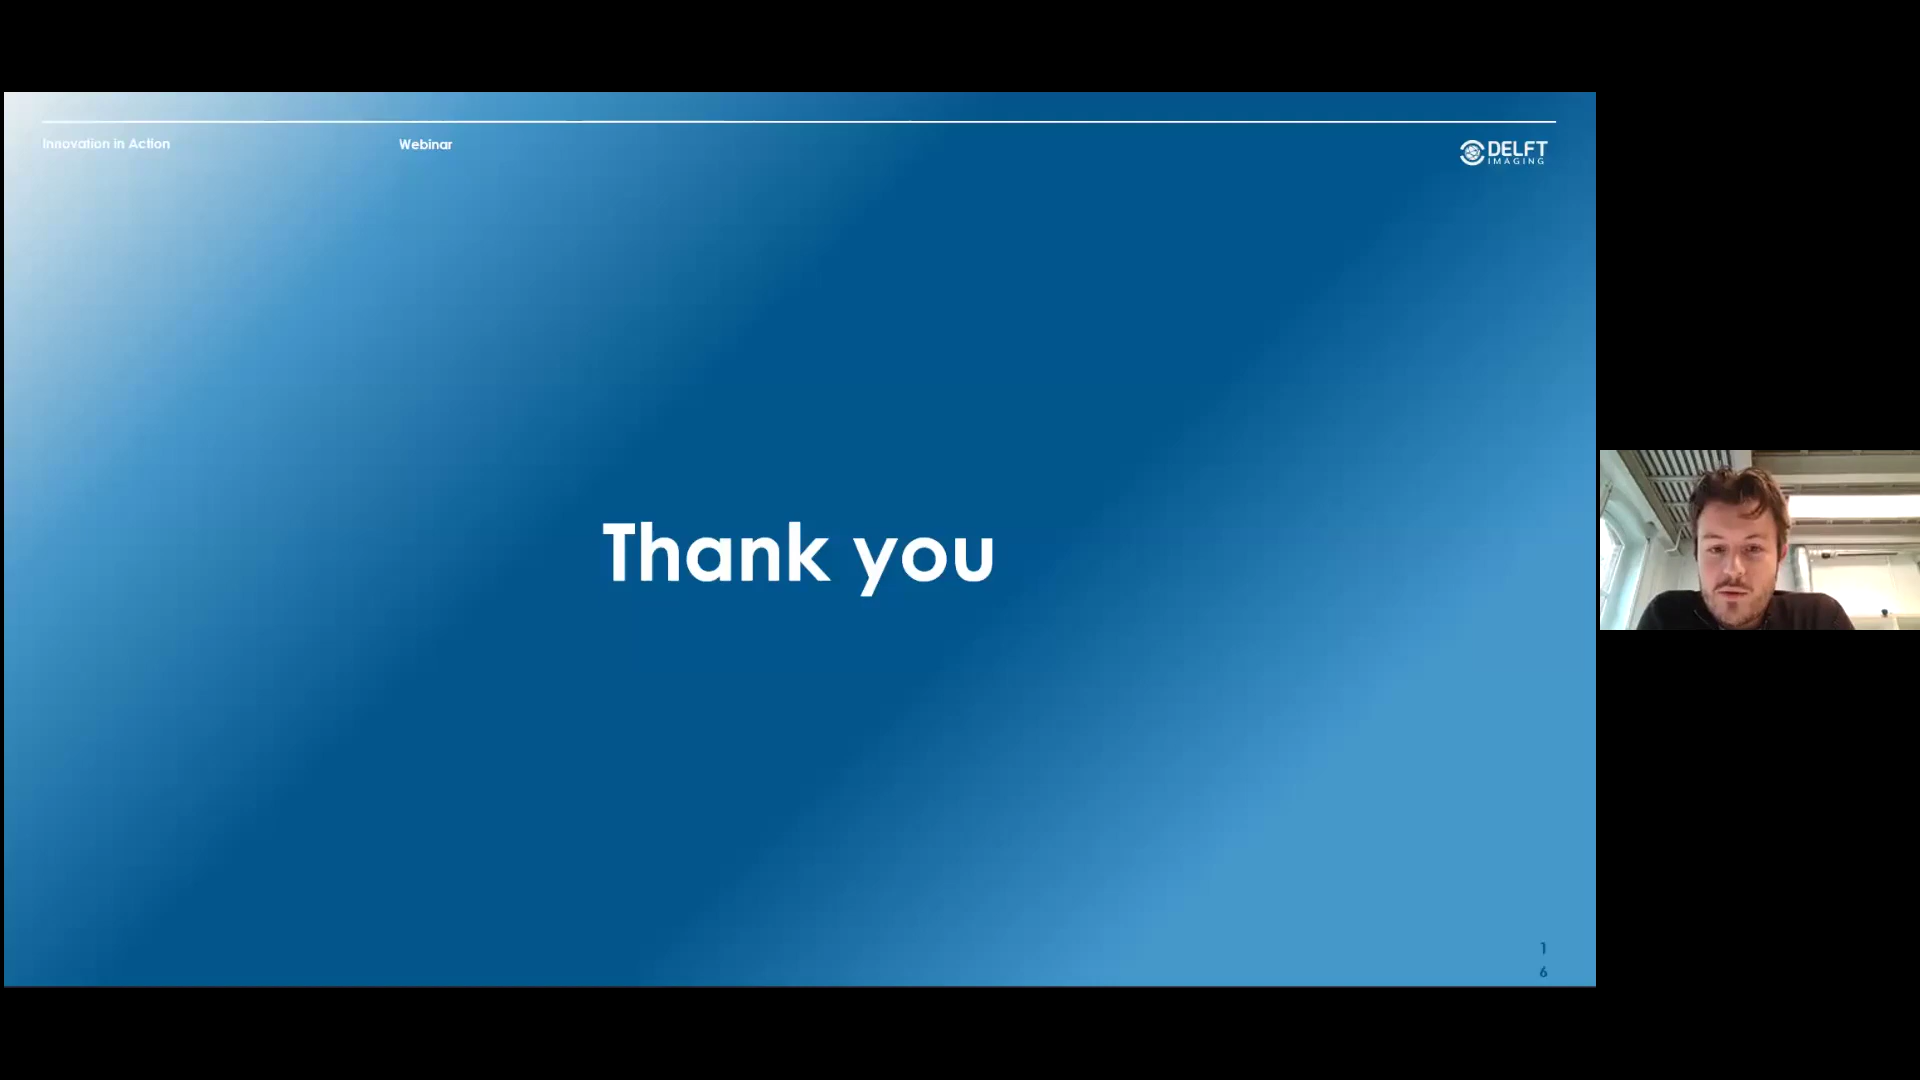 Innovation in Action
Webinar
DELFT
IMAGING
Thank you
1
6